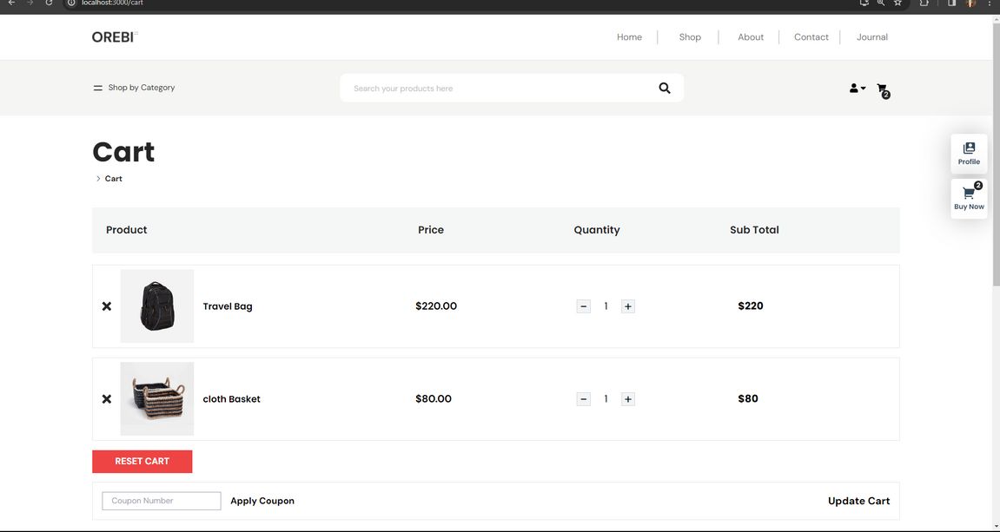 localhost:3000/cart
OREBI
Home Shop About Contact Journal
Shop by Category
Search your products here
2
Profile
2
Buy Now
Cart
Cart
Product Price Quantity Sub Total
Travel Bag $220.00 − 1 + $220
cloth Basket $80.00 − 1 + $80
RESET CART
Coupon Number Apply Coupon Update Cart